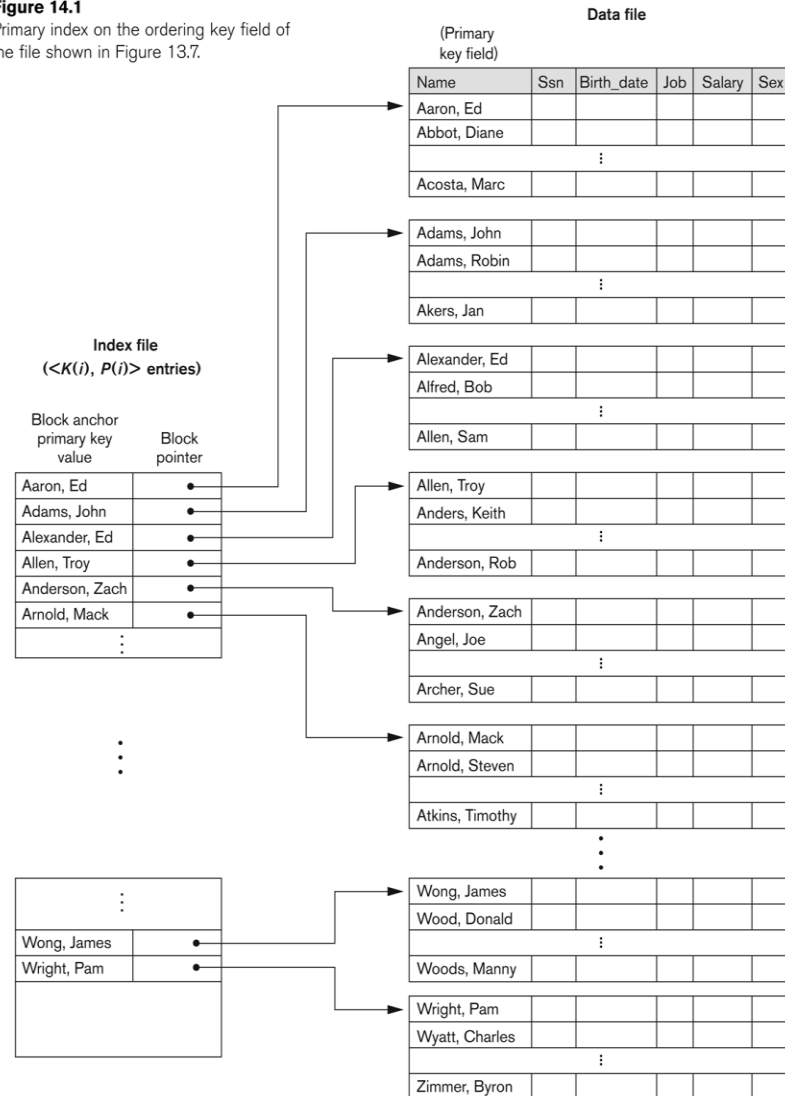 Figure 14.1
Primary index on the ordering key field of
the file shown in Figure 13.7.
Data file
(Primary
key field)
Name Ssn Birth_date Job Salary Sex
Aaron, Ed
Abbot, Diane
⋮
Acosta, Marc
Adams, John
Adams, Robin
⋮
Akers, Jan
Alexander, Ed
Alfred, Bob
⋮
Allen, Sam
Allen, Troy
Anders, Keith
⋮
Anderson, Rob
Anderson, Zach
Angel, Joe
⋮
Archer, Sue
Arnold, Mack
Arnold, Steven
⋮
Atkins, Timothy
⋮
Wong, James
Wood, Donald
⋮
Woods, Manny
Wright, Pam
Wyatt, Charles
⋮
Zimmer, Byron
Index file
(<K(i), P(i)> entries)
Block anchor
primary key
value
Block
pointer
Aaron, Ed
Adams, John
Alexander, Ed
Allen, Troy
Anderson, Zach
Arnold, Mack
⋮
⋮
⋮
Wong, James
Wright, Pam